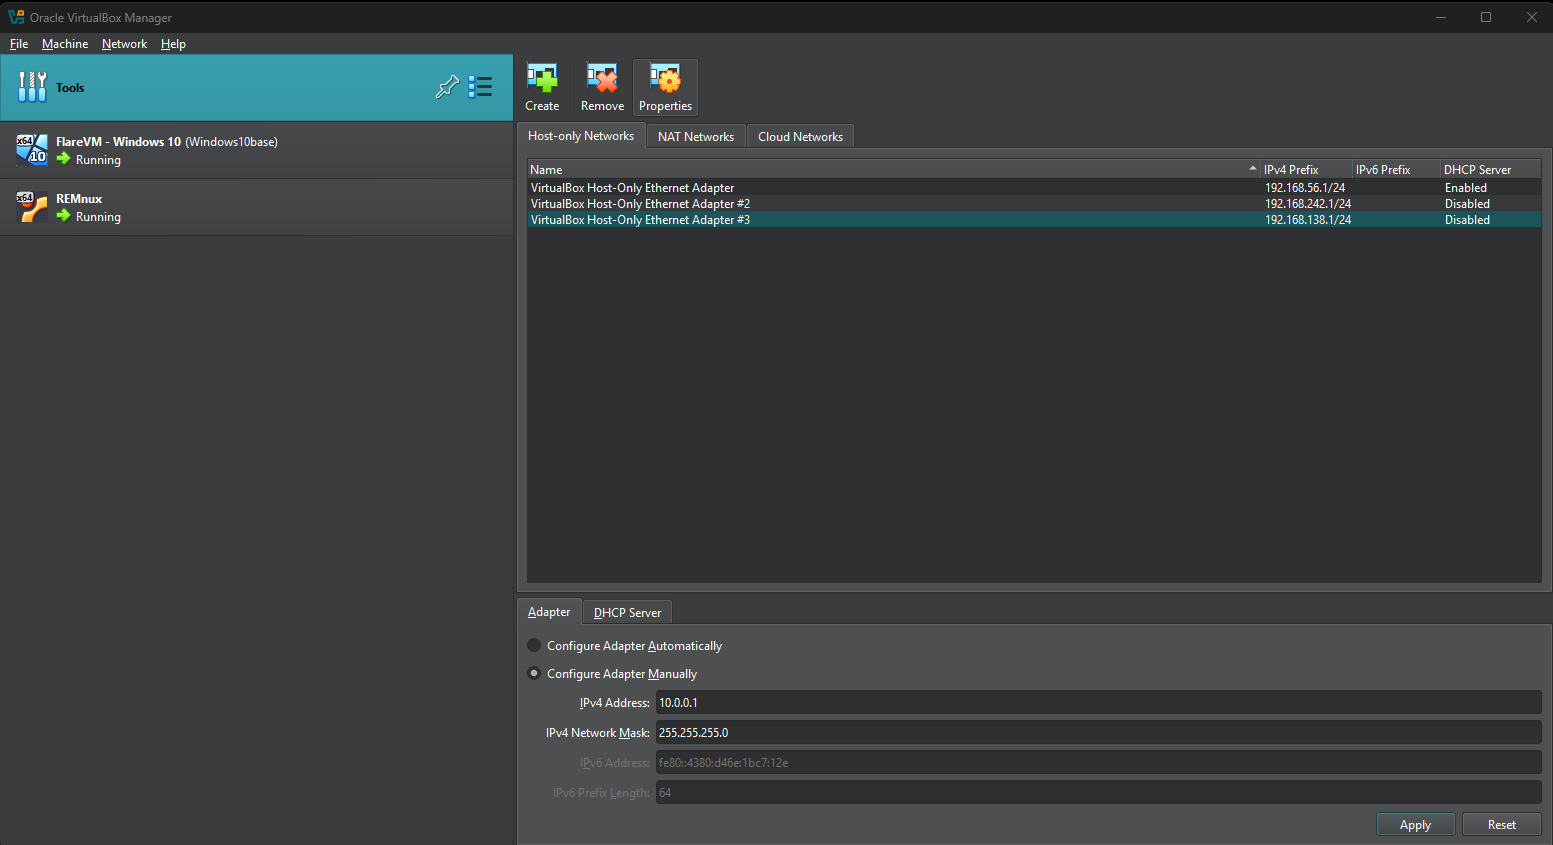 Oracle VirtualBox Manager
File Machine Network Help
Tools
x64
10
FlareVM - Windows 10 (Windows10base)
Running
x64
REMnux
Running
Create Remove Properties
Host-only Networks NAT Networks Cloud Networks
Name IPv4 Prefix IPv6 Prefix DHCP Server
VirtualBox Host-Only Ethernet Adapter 192.168.56.1/24 Enabled
VirtualBox Host-Only Ethernet Adapter #2 192.168.242.1/24 Disabled
VirtualBox Host-Only Ethernet Adapter #3 192.168.138.1/24 Disabled
Adapter DHCP Server
Configure Adapter Automatically
Configure Adapter Manually
IPv4 Address: 10.0.0.1
IPv4 Network Mask: 255.255.255.0
IPv6 Address: fe80::4380:d46e:1bc7:12e
IPv6 Prefix Length: 64
Apply Reset